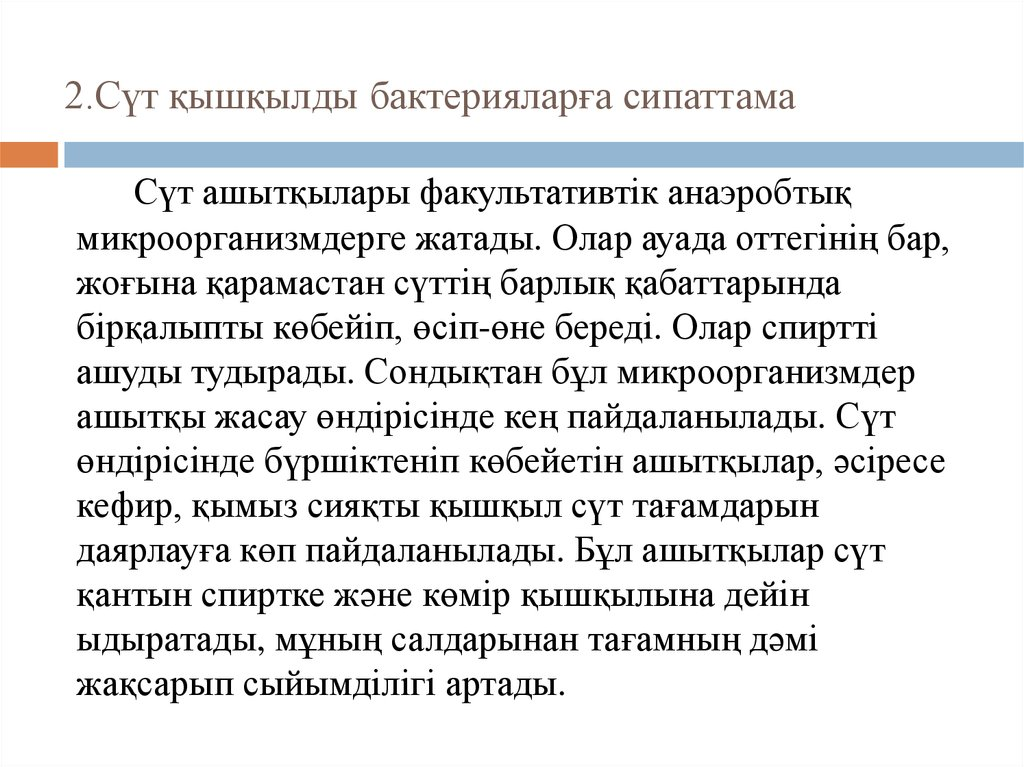 2.Сүт қышқылды бактерияларға сипаттама
Сүт ашытқылары факультативтік анаэробтық
микроорганизмдерге жатады. Олар ауада оттегінің бар,
жоғына қарамастан сүттің барлық қабаттарында
бірқалыпты көбейіп, өсіп-өне береді. Олар спиртті
ашуды тудырады. Сондықтан бұл микроорганизмдер
ашытқы жасау өндірісінде кең пайдаланылады. Сүт
өндірісінде бүршіктеніп көбейетін ашытқылар, әсіресе
кефир, қымыз сияқты қышқыл сүт тағамдарын
даярлауға көп пайдаланылады. Бұл ашытқылар сүт
қантын спиртке және көмір қышқылына дейін
ыдыратады, мұның салдарынан тағамның дәмі
жақсарып сыйымділігі артады.